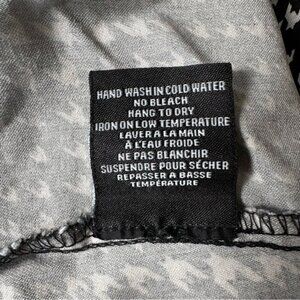 HAND WASH IN COLD WATER
NO BLEACH
HANG TO DRY
IRON ON LOW TEMPERATURE
LAVER A LA MAIN
À L'EAU FROIDE
NE PAS BLANCHIR
SUSPENDRE POUR SÉCHER
REPASSER A BASSE
TEMPÉRATURE